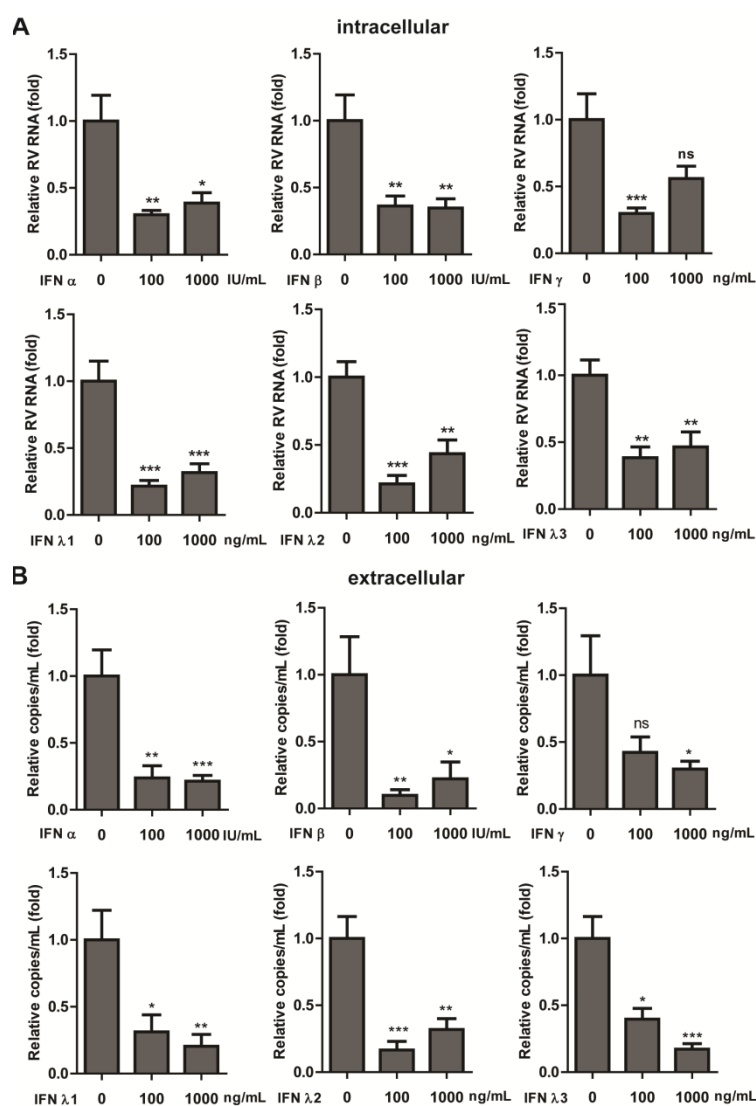 A
intracellular
Relative RV RNA (fold)
1.5
1.0
0.5
0.0
**
*
IFN α 0 100 1000 IU/mL
Relative RV RNA (fold)
1.5
1.0
0.5
0.0
**
**
IFN β 0 100 1000 IU/mL
Relative RV RNA (fold)
1.5
1.0
0.5
0.0
***
ns
IFN γ 0 100 1000 ng/mL
Relative RV RNA (fold)
1.5
1.0
0.5
0.0
***
***
IFN λ1 0 100 1000 ng/mL
Relative RV RNA (fold)
1.5
1.0
0.5
0.0
***
**
IFN λ2 0 100 1000 ng/mL
Relative RV RNA (fold)
1.5
1.0
0.5
0.0
**
**
IFN λ3 0 100 1000 ng/mL
B
extracellular
Relative copies/mL (fold)
1.5
1.0
0.5
0.0
**
***
IFN α 0 100 1000 IU/mL
Relative copies/mL (fold)
1.5
1.0
0.5
0.0
**
*
IFN β 0 100 1000 IU/mL
Relative copies/mL (fold)
1.5
1.0
0.5
0.0
ns
*
IFN γ 0 100 1000 ng/mL
Relative copies/mL (fold)
1.5
1.0
0.5
0.0
*
**
IFN λ1 0 100 1000 ng/mL
Relative copies/mL (fold)
1.5
1.0
0.5
0.0
***
**
IFN λ2 0 100 1000 ng/mL
Relative copies/mL (fold)
1.5
1.0
0.5
0.0
*
***
IFN λ3 0 100 1000 ng/mL